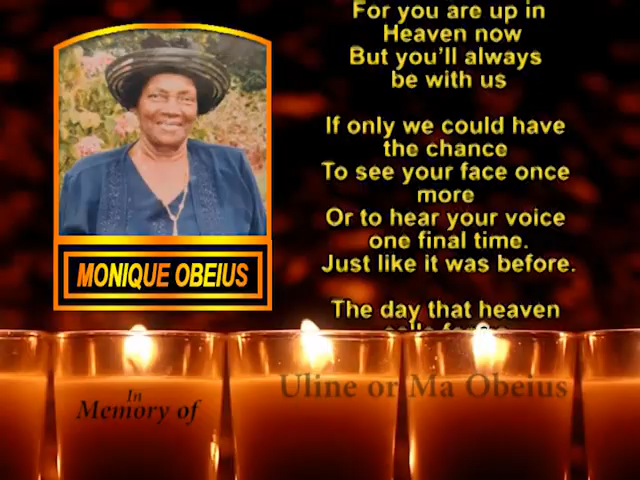 For you are up in
Heaven now
But you'll always
be with us
If only we could have
the chance
To see your face once
more
Or to hear your voice
one final time.
Just like it was before.
The day that heaven
MONIQUE OBEIUS
In
Memory of
Uline or Ma Obeius